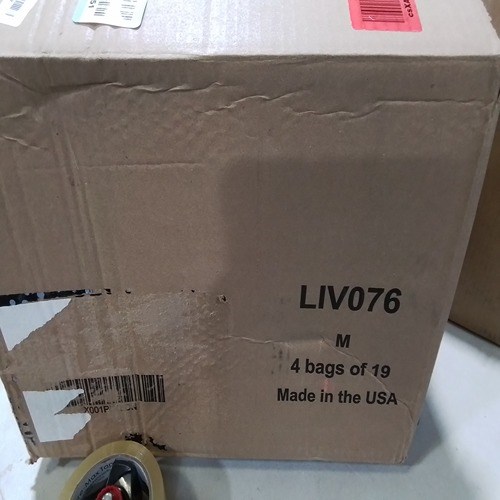 LIV076
M
4 bags of 19
Made in the USA